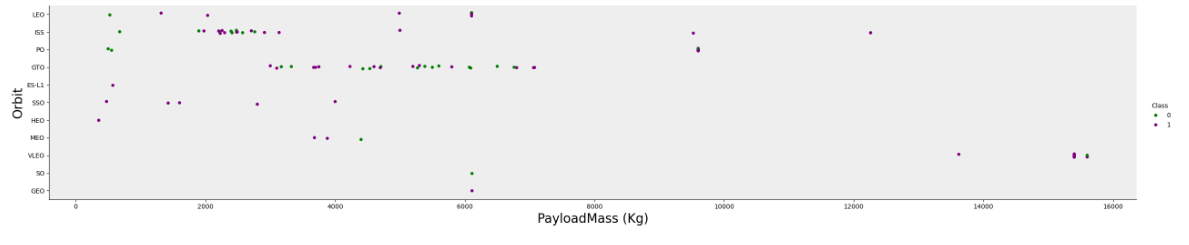 LEO
ISS
PO
GTO
ES-L1
SSO
HEO
MEO
VLEO
SO
GEO
Orbit
0
2000
4000
6000
8000
10000
12000
14000
16000
PayloadMass (Kg)
Class
0
1